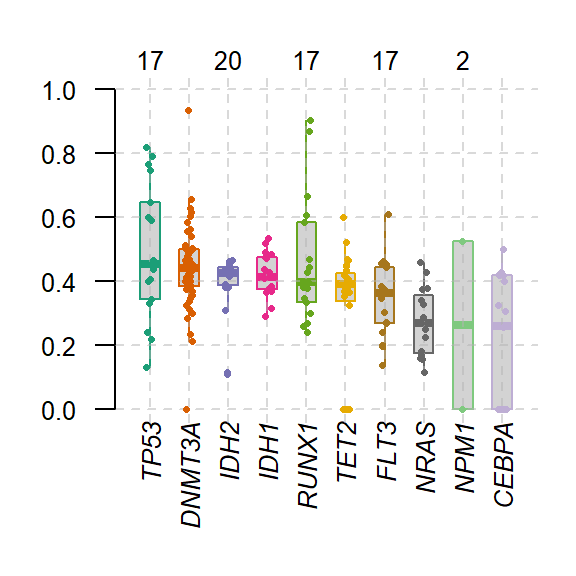 17 20 17 17 2
1.0
0.8
0.6
0.4
0.2
0.0
TP53
DNMT3A
IDH2
IDH1
RUNX1
TET2
FLT3
NRAS
NPM1
CEBPA